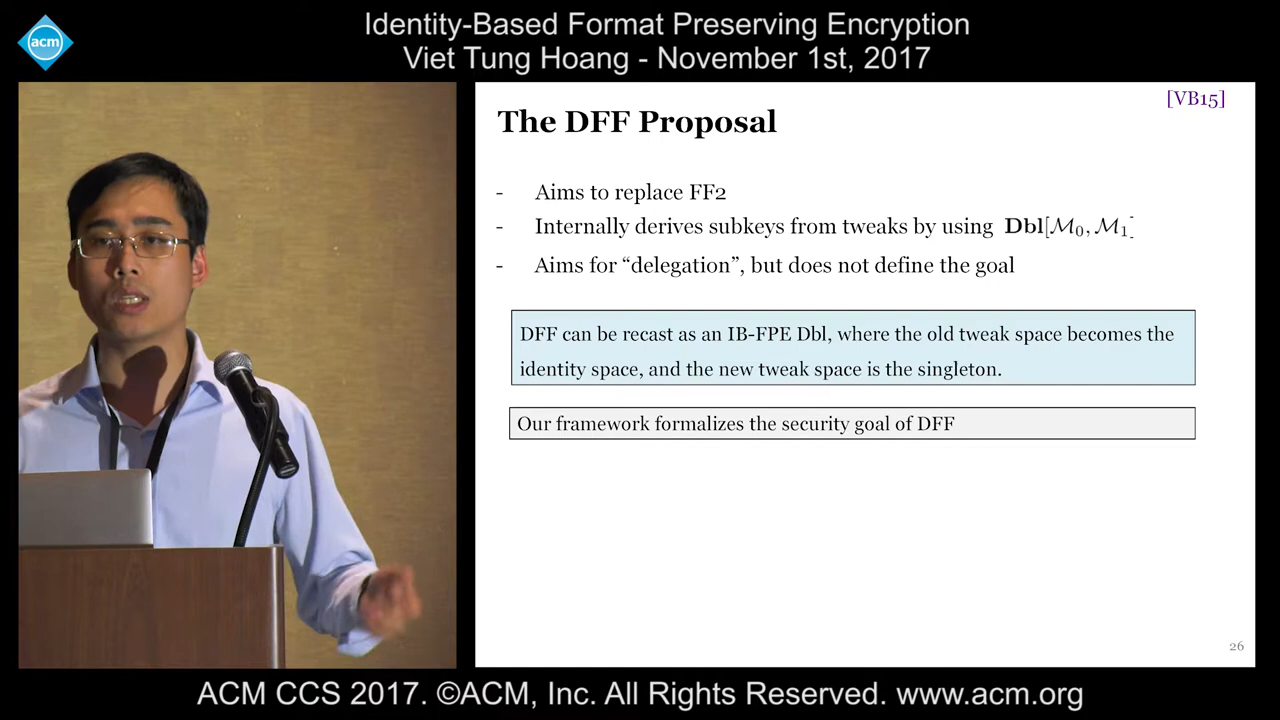 acm
Identity-Based Format Preserving Encryption
Viet Tung Hoang - November 1st, 2017
[VB15]
The DFF Proposal
- Aims to replace FF2
- Internally derives subkeys from tweaks by using Dbl[ℳ₀, ℳ₁]
- Aims for “delegation”, but does not define the goal
DFF can be recast as an IB-FPE Dbl, where the old tweak space becomes the
identity space, and the new tweak space is the singleton.
Our framework formalizes the security goal of DFF
26
ACM CCS 2017. ©ACM, Inc. All Rights Reserved. www.acm.org